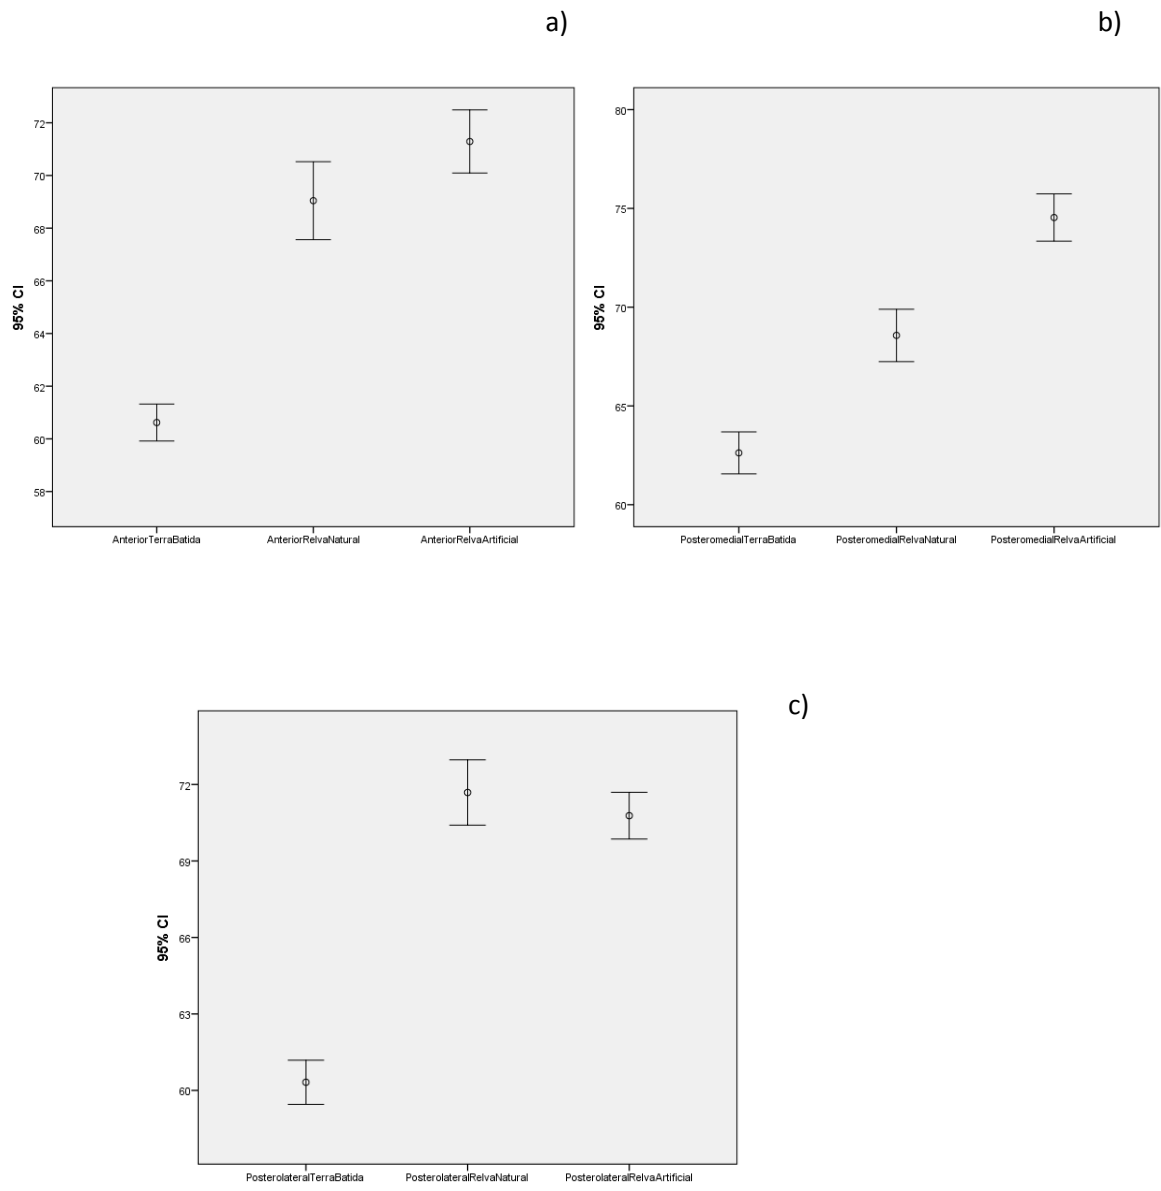 a)
b)
72
70
68
66
64
62
60
58
95% CI
AnteriorTerraBatida
AnteriorRelvaNatural
AnteriorRelvaArtificial
80
75
70
65
60
95% CI
PosteromedialTerraBatida
PosteromedialRelvaNatural
PosteromedialRelvaArtificial
c)
72
69
66
63
60
95% CI
PosterolateralTerraBatida
PosterolateralRelvaNatural
PosterolateralRelvaArtificial